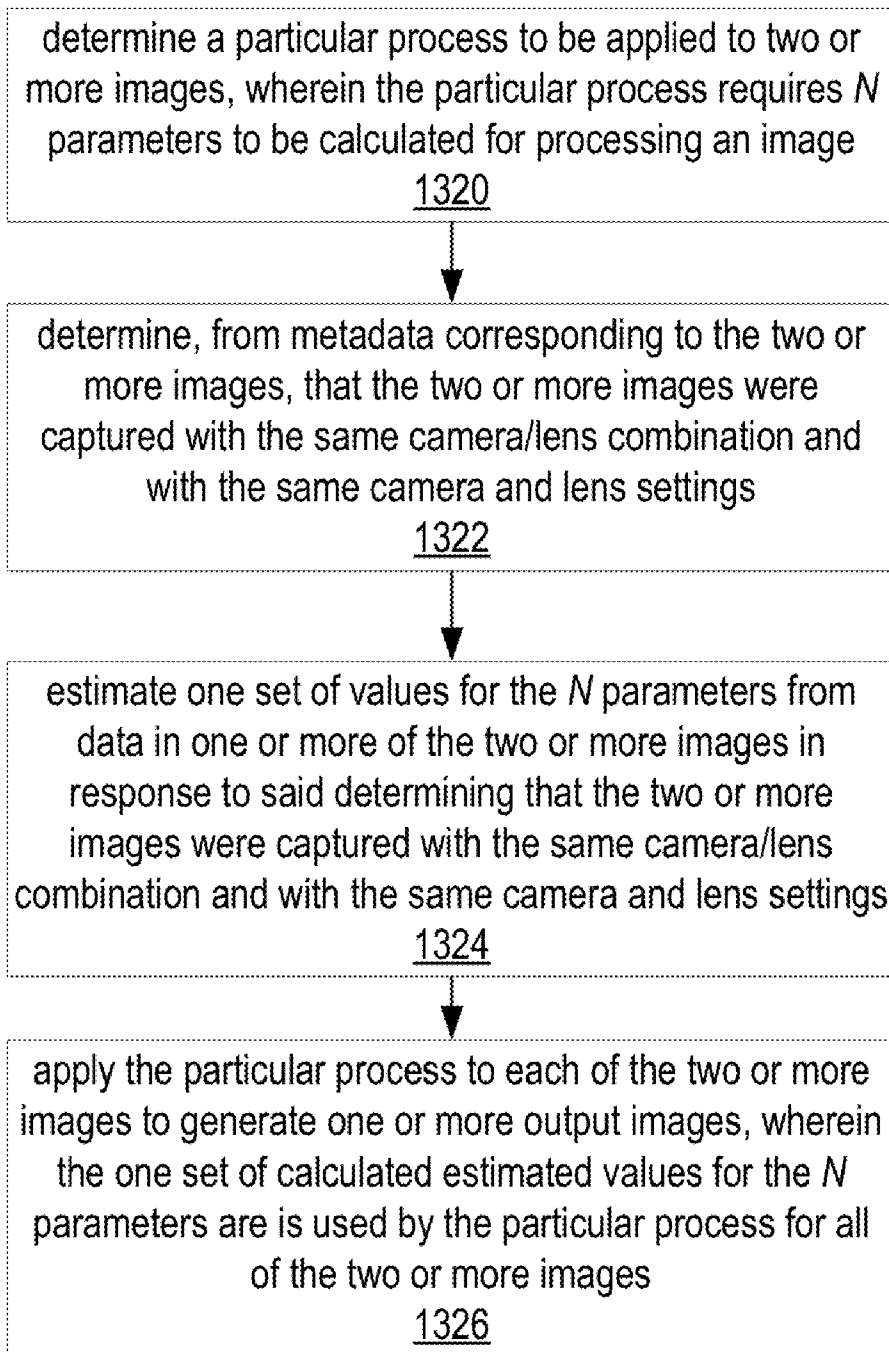 determine a particular process to be applied to two or
more images, wherein the particular process requires N
parameters to be calculated for processing an image
1320
determine, from metadata corresponding to the two or
more images, that the two or more images were
captured with the same camera/lens combination and
with the same camera and lens settings
1322
estimate one set of values for the N parameters from
data in one or more of the two or more images in
response to said determining that the two or more
images were captured with the same camera/lens
combination and with the same camera and lens settings
1324
apply the particular process to each of the two or more
images to generate one or more output images, wherein
the one set of calculated estimated values for the N
parameters are is used by the particular process for all
of the two or more images
1326